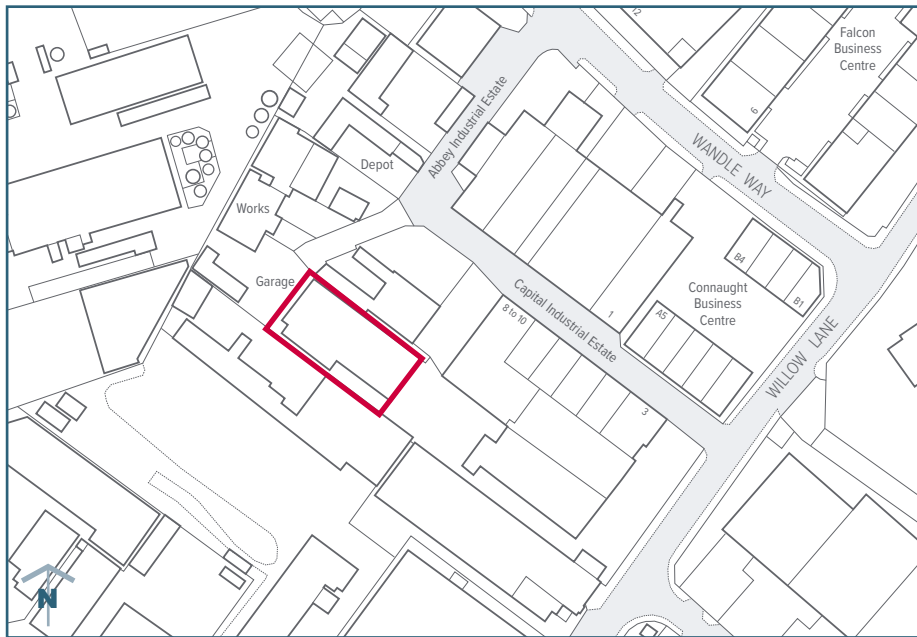 12
Falcon
Business
Centre
6
Abbey Industrial Estate
WANDLE WAY
Depot
Works
Garage
B4
B1
Connaught
Business
Centre
A5
1
Capital Industrial Estate
8 to 10
3
WILLOW LANE
N